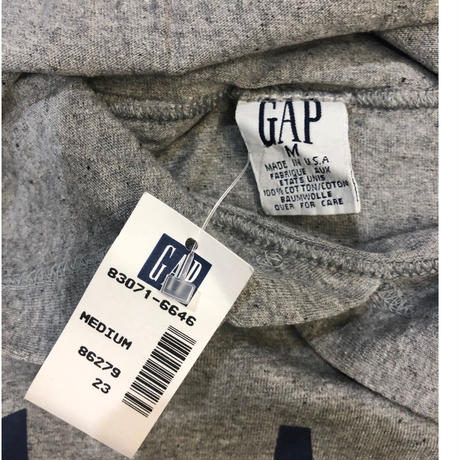 GAP
M
MADE IN U.S.A
FABRIQUE AUX
ETATS UNIS
100% COTTON/COTON
BAUMWOLLE
OVER FOR CARE
GAP
83071-6646
MEDIUM
86279
23